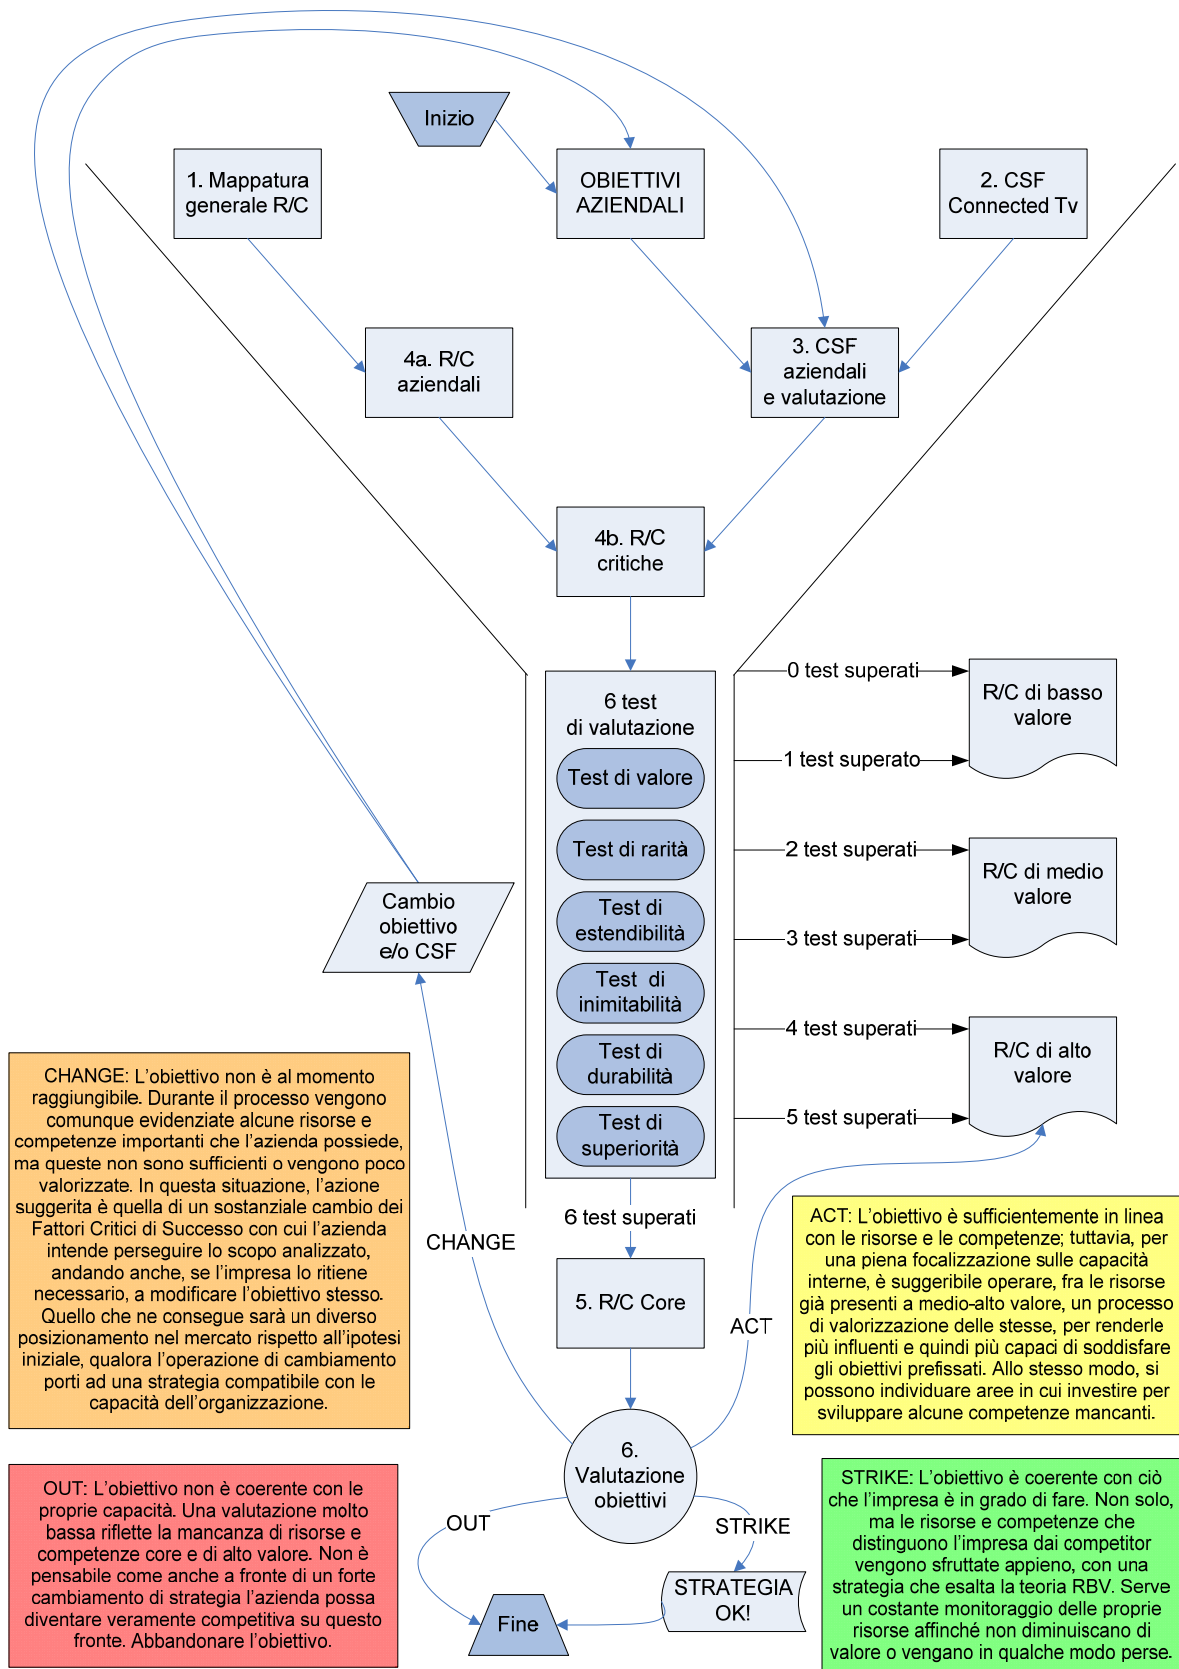 Inizio
1. Mappatura
generale R/C
OBIETTIVI
AZIENDALI
2. CSF
Connected Tv
4a. R/C
aziendali
3. CSF
aziendali
e valutazione
4b. R/C
critiche
6 test
di valutazione
Test di valore
Test di rarità
Test di
estendibilità
Test di
inimitabilità
Test di
durabilità
Test di
superiorità
0 test superati
1 test superato
2 test superati
3 test superati
4 test superati
5 test superati
R/C di basso
valore
R/C di medio
valore
R/C di alto
valore
Cambio
obiettivo
e/o CSF
CHANGE: L'obiettivo non è al momento
raggiungibile. Durante il processo vengono
comunque evidenziate alcune risorse e
competenze importanti che l'azienda possiede,
ma queste non sono sufficienti o vengono poco
valorizzate. In questa situazione, l'azione
suggerita è quella di un sostanziale cambio dei
Fattori Critici di Successo con cui l'azienda
intende perseguire lo scopo analizzato,
andando anche, se l'impresa lo ritiene
necessario, a modificare l'obiettivo stesso.
Quello che ne consegue sarà un diverso
posizionamento nel mercato rispetto all'ipotesi
iniziale, qualora l'operazione di cambiamento
porti ad una strategia compatibile con le
capacità dell'organizzazione.
6 test superati
CHANGE
5. R/C Core
ACT
ACT: L'obiettivo è sufficientemente in linea
con le risorse e le competenze; tuttavia, per
una piena focalizzazione sulle capacità
interne, è suggeribile operare, fra le risorse
già presenti a medio-alto valore, un processo
di valorizzazione delle stesse, per renderle
più influenti e quindi più capaci di soddisfare
gli obiettivi prefissati. Allo stesso modo, si
possono individuare aree in cui investire per
sviluppare alcune competenze mancanti.
6.
Valutazione
obiettivi
OUT
STRIKE
STRATEGIA
OK!
Fine
OUT: L'obiettivo non è coerente con le
proprie capacità. Una valutazione molto
bassa riflette la mancanza di risorse e
competenze core e di alto valore. Non è
pensabile come anche a fronte di un forte
cambiamento di strategia l'azienda possa
diventare veramente competitiva su questo
fronte. Abbandonare l'obiettivo.
STRIKE: L'obiettivo è coerente con ciò
che l'impresa è in grado di fare. Non solo,
ma le risorse e competenze che
distinguono l'impresa dai competitor
vengono sfruttate appieno, con una
strategia che esalta la teoria RBV. Serve
un costante monitoraggio delle proprie
risorse affinché non diminuiscano di
valore o vengano in qualche modo perse.